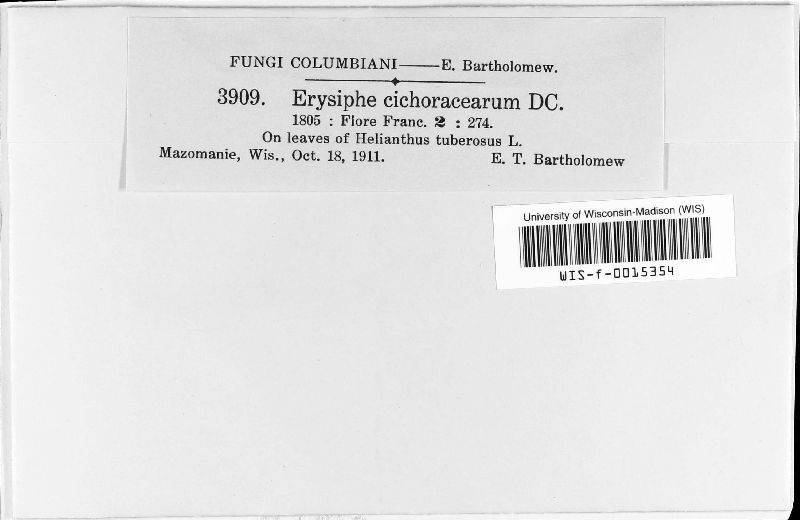 FUNGI COLUMBIANI——E. Bartholomew.
3909. Erysiphe cichoracearum DC.
1805 : Flore Franc. 2 : 274.
On leaves of Helianthus tuberosus L.
Mazomanie, Wis., Oct. 18, 1911. E. T. Bartholomew
University of Wisconsin-Madison (WIS)
WIS-f-0015354